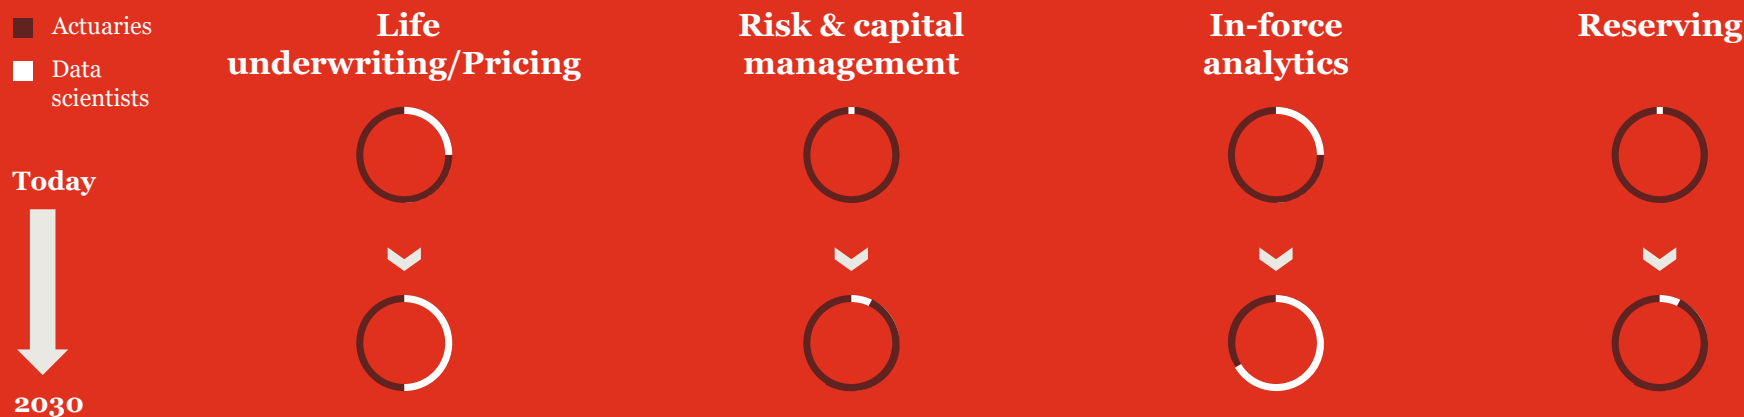 Actuaries
Data
scientists
Life
underwriting/Pricing
Risk & capital
management
In-force
analytics
Reserving
Today
2030